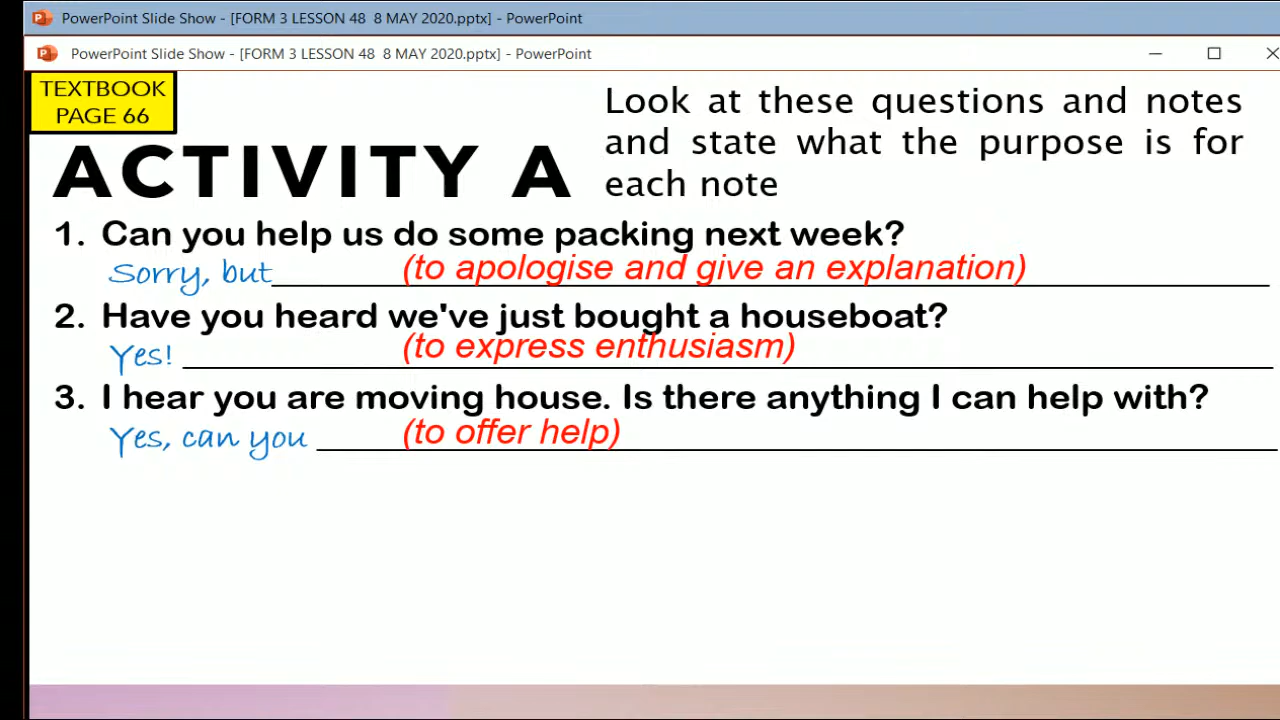 PowerPoint Slide Show - [FORM 3 LESSON 48 8 MAY 2020.pptx] - PowerPoint
PowerPoint Slide Show - [FORM 3 LESSON 48 8 MAY 2020.pptx] - PowerPoint
TEXTBOOK
PAGE 66
ACTIVITY A
Look at these questions and notes
and state what the purpose is for
each note
1. Can you help us do some packing next week?
Sorry, but (to apologise and give an explanation)
2. Have you heard we've just bought a houseboat?
Yes! (to express enthusiasm)
3. I hear you are moving house. Is there anything I can help with?
Yes, can you (to offer help)